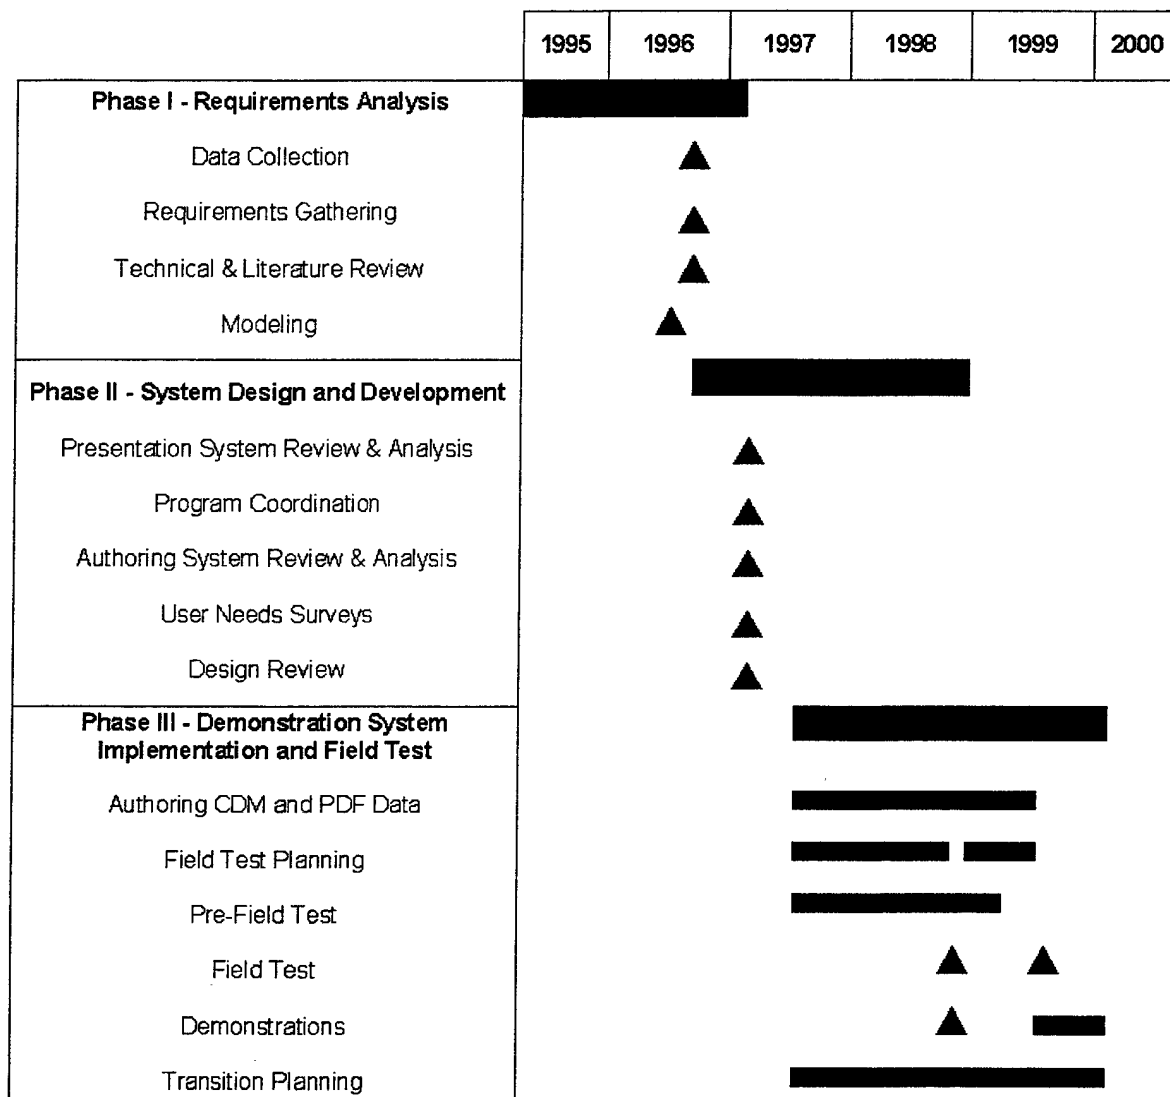 1995 1996 1997 1998 1999 2000
Phase I - Requirements Analysis
Data Collection
Requirements Gathering
Technical & Literature Review
Modeling
Phase II - System Design and Development
Presentation System Review & Analysis
Program Coordination
Authoring System Review & Analysis
User Needs Surveys
Design Review
Phase III - Demonstration System
Implementation and Field Test
Authoring CDM and PDF Data
Field Test Planning
Pre-Field Test
Field Test
Demonstrations
Transition Planning